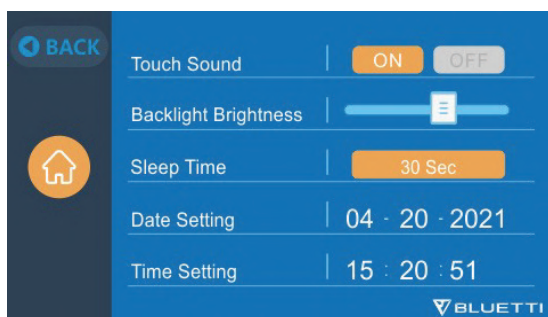 BACK
Touch Sound ON OFF
Backlight Brightness
Sleep Time 30 Sec
Date Setting 04 - 20 - 2021
Time Setting 15 : 20 : 51
BLUETTI